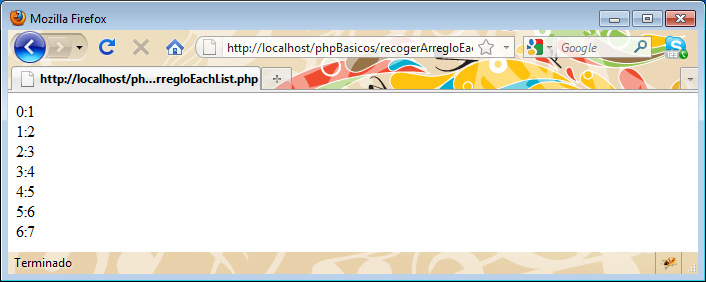 Mozilla Firefox
http://localhost/phpBasicos/recogerArregloEac
Google
http://localhost/ph...rregloEachList.php
0:1
1:2
2:3
3:4
4:5
5:6
6:7
Terminado